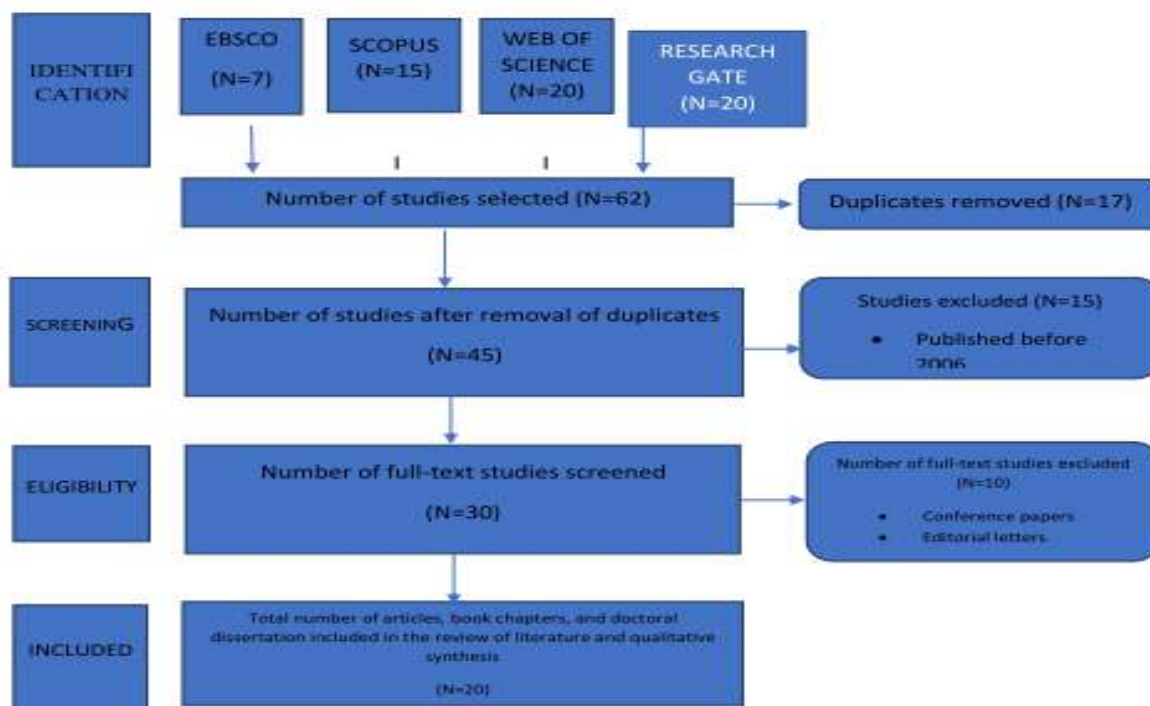 IDENTIFI
CATION
EBSCO
(N=7)
SCOPUS
(N=15)
WEB OF
SCIENCE
(N=20)
RESEARCH
GATE
(N=20)
Number of studies selected (N=62)
Duplicates removed (N=17)
SCREENING
Number of studies after removal of duplicates
(N=45)
Studies excluded (N=15)
• Published before
2006
ELIGIBILITY
Number of full-text studies screened
(N=30)
Number of full-text studies excluded
(N=10)
• Conference papers
• Editorial letters
INCLUDED
Total number of articles, book chapters, and doctoral
dissertation included in the review of literature and qualitative
synthesis
(N=20)